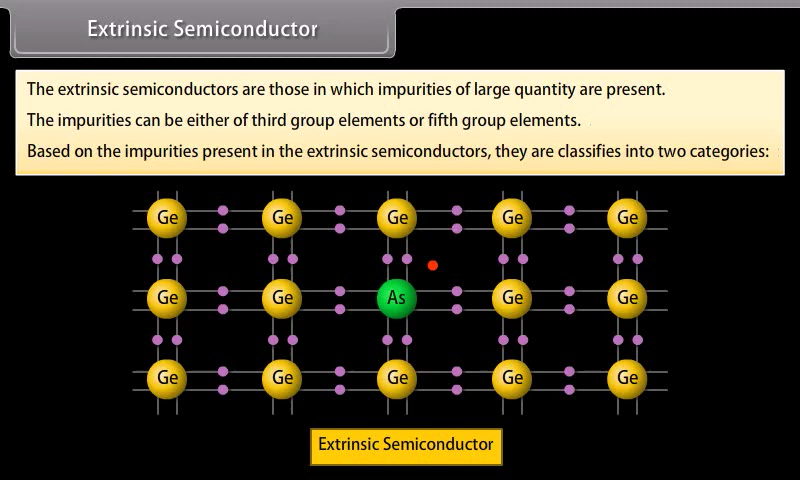 Extrinsic Semiconductor
The extrinsic semiconductors are those in which impurities of large quantity are present.
The impurities can be either of third group elements or fifth group elements.
Based on the impurities present in the extrinsic semiconductors, they are classifies into two categories:
Ge Ge Ge Ge Ge
Ge Ge As Ge Ge
Ge Ge Ge Ge Ge
Extrinsic Semiconductor